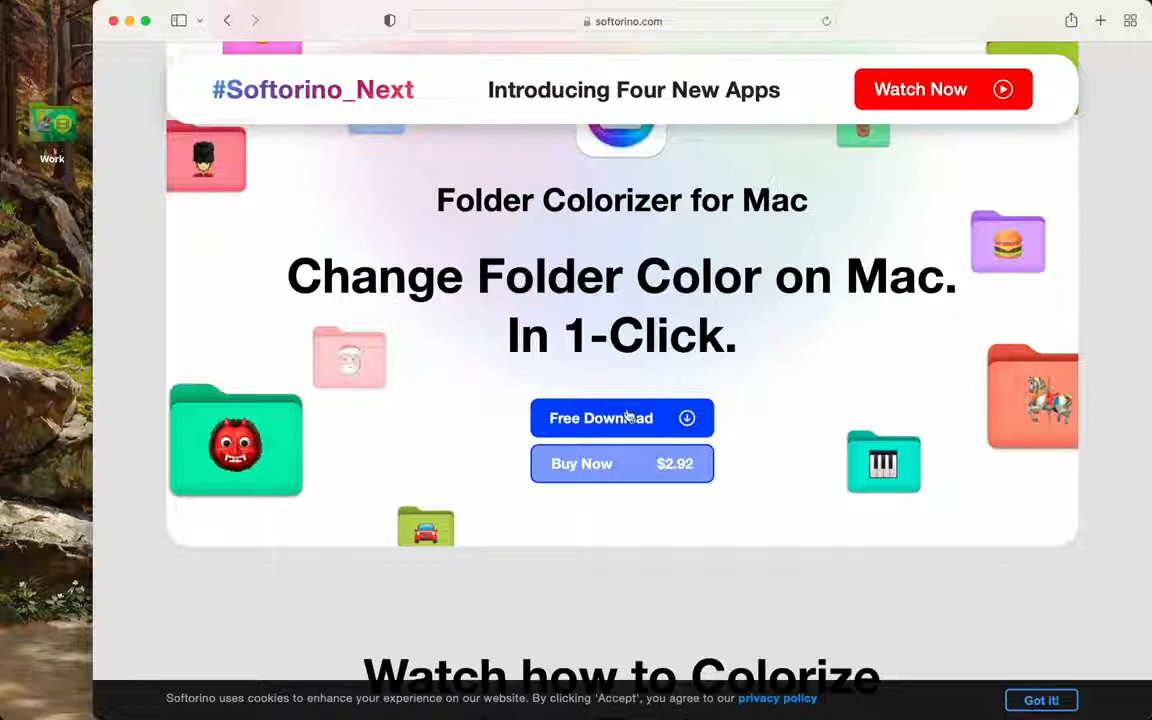 softorino.com
#Softorino_Next
Introducing Four New Apps
Watch Now
Work
Folder Colorizer for Mac
Change Folder Color on Mac.
In 1-Click.
Free Download
Buy Now $2.92
Watch how to Colorize
Softorino uses cookies to enhance your experience on our website. By clicking 'Accept', you agree to our privacy policy
Got it!